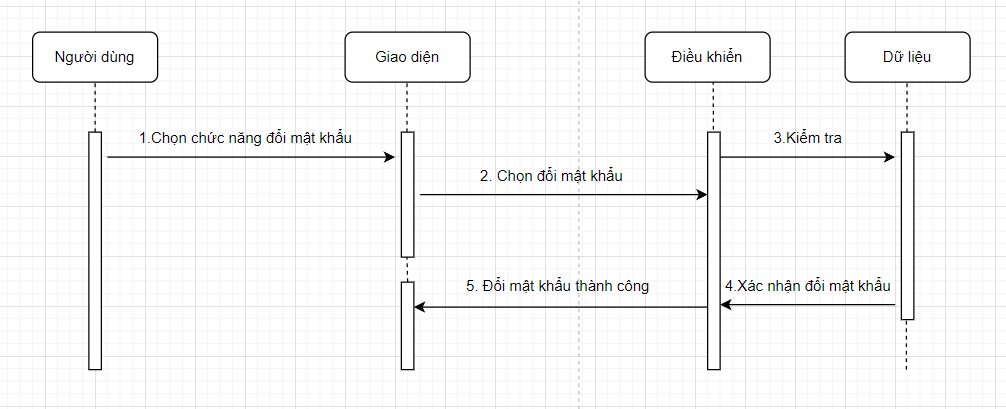 Người dùng
Giao diện
Điều khiển
Dữ liệu
1.Chọn chức năng đổi mật khẩu
3.Kiểm tra
2. Chọn đổi mật khẩu
5. Đổi mật khẩu thành công
4.Xác nhận đổi mật khẩu